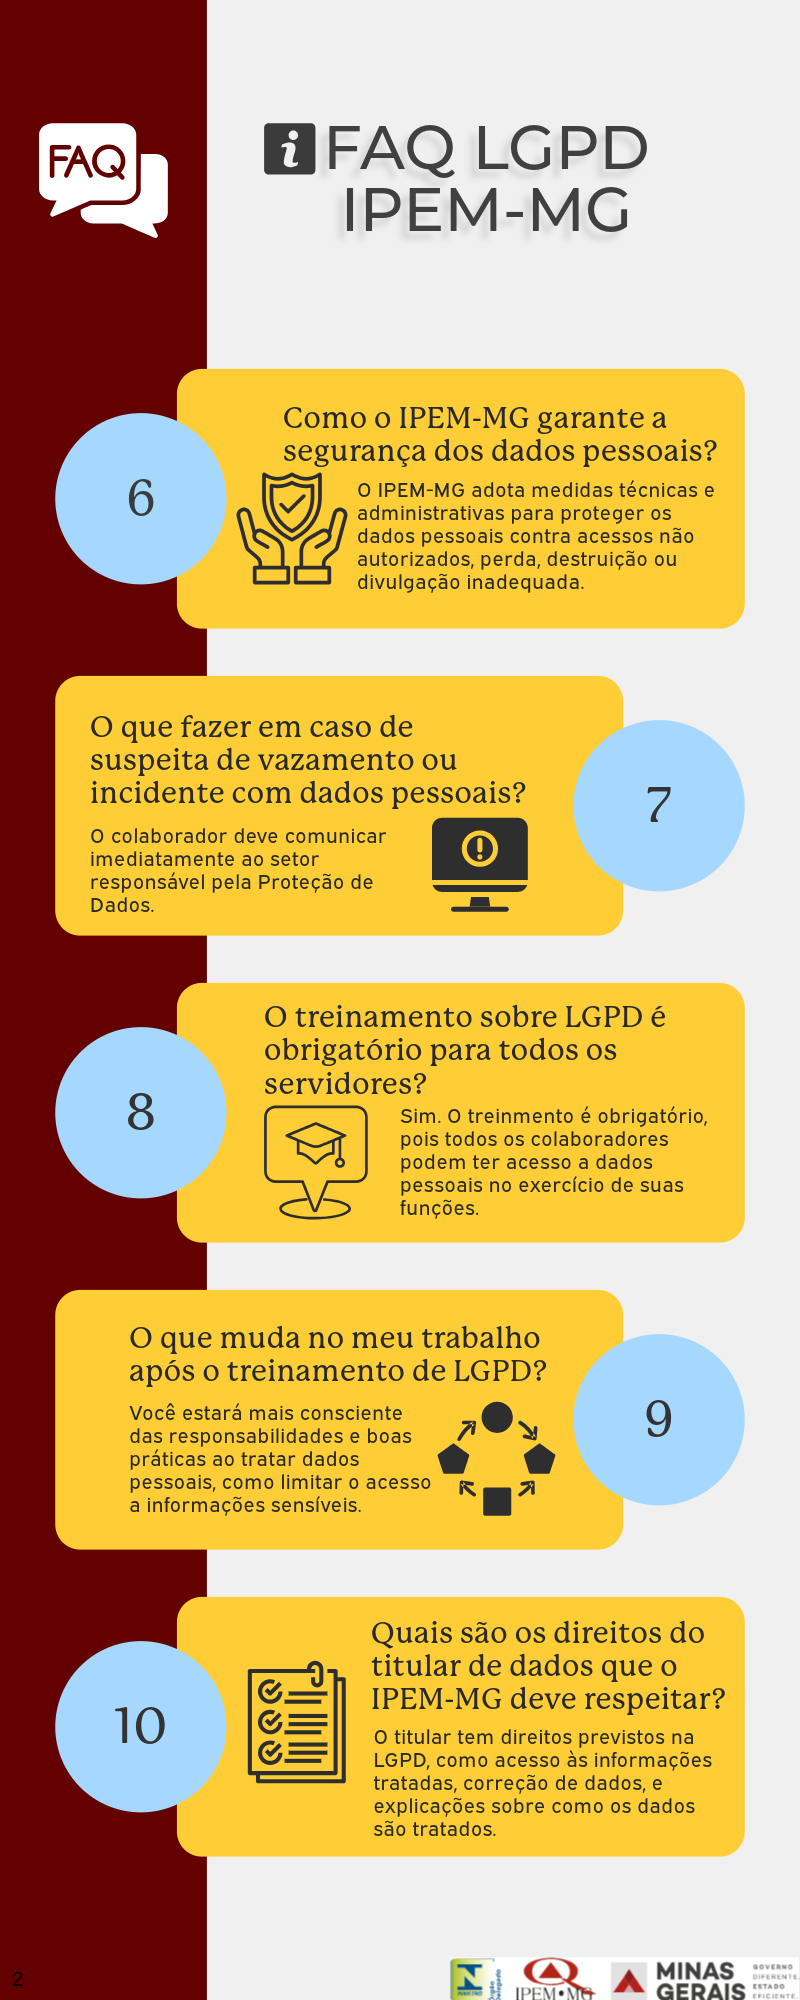 FAQ
i FAQ LGPD
IPEM-MG
6
Como o IPEM-MG garante a
segurança dos dados pessoais?
O IPEM-MG adota medidas técnicas e
administrativas para proteger os
dados pessoais contra acessos não
autorizados, perda, destruição ou
divulgação inadequada.
O que fazer em caso de
suspeita de vazamento ou
incidente com dados pessoais?
O colaborador deve comunicar
imediatamente ao setor
responsável pela Proteção de
Dados.
7
8
O treinamento sobre LGPD é
obrigatório para todos os
servidores?
Sim. O treinmento é obrigatório,
pois todos os colaboradores
podem ter acesso a dados
pessoais no exercício de suas
funções.
O que muda no meu trabalho
após o treinamento de LGPD?
Você estará mais consciente
das responsabilidades e boas
práticas ao tratar dados
pessoais, como limitar o acesso
a informações sensíveis.
9
10
Quais são os direitos do
titular de dados que o
IPEM-MG deve respeitar?
O titular tem direitos previstos na
LGPD, como acesso às informações
tratadas, correção de dados, e
explicações sobre como os dados
são tratados.
2
INMETRO
Órgão
Delegado
IPEM•MG
MINAS
GERAIS
GOVERNO
DIFERENTE.
ESTADO
EFICIENTE.